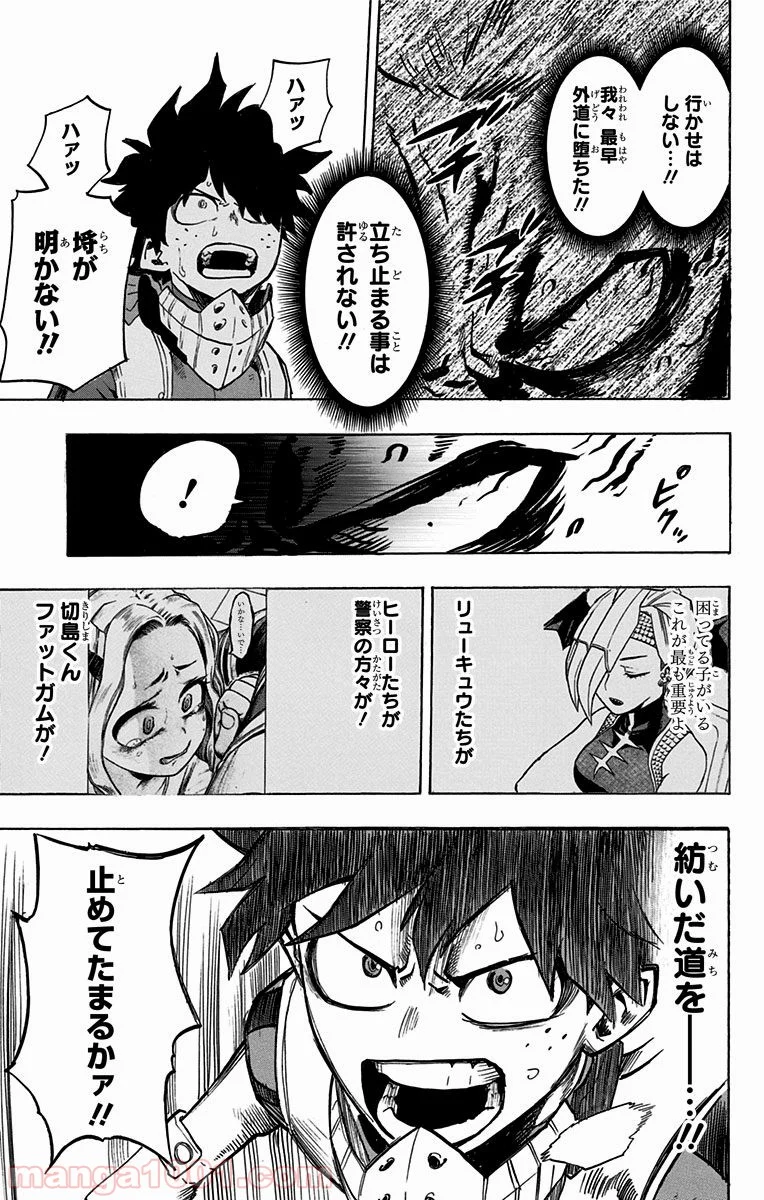 行かせは
しない…!!
我々 最早
外道に堕ちた!!
立ち止まる事は
許されない!!
ハァッ
ハァッ
埒が
明かない!!
ピクッ
!
困ってる子がいる
これが最も重要よ
リューキュウたちが
ヒーローたちが
警察の方々が!
いかな…いで…
切島くん
ファットガムが!
紡いだ道を――…!!
止めてたまるかァ!!